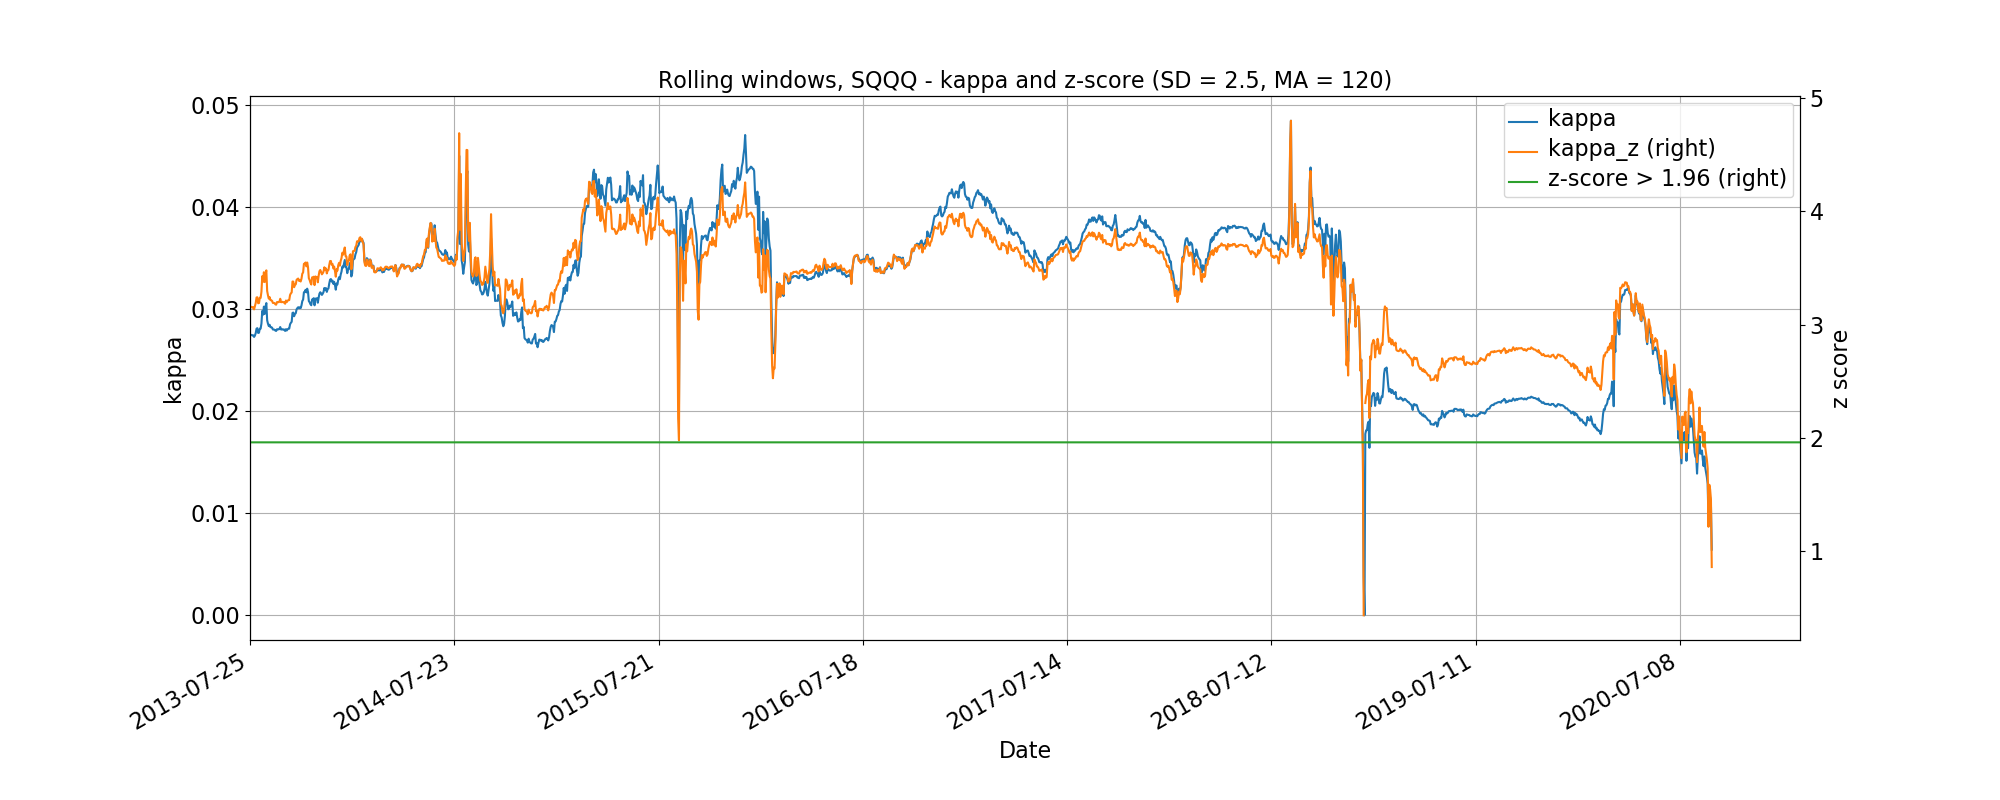 Rolling windows, SQQQ - kappa and z-score (SD = 2.5, MA = 120)
kappa
kappa_z (right)
z-score > 1.96 (right)
0.05
0.04
0.03
0.02
0.01
0.00
kappa
5
4
3
2
1
z score
2013-07-25
2014-07-23
2015-07-21
2016-07-18
2017-07-14
2018-07-12
2019-07-11
2020-07-08
Date